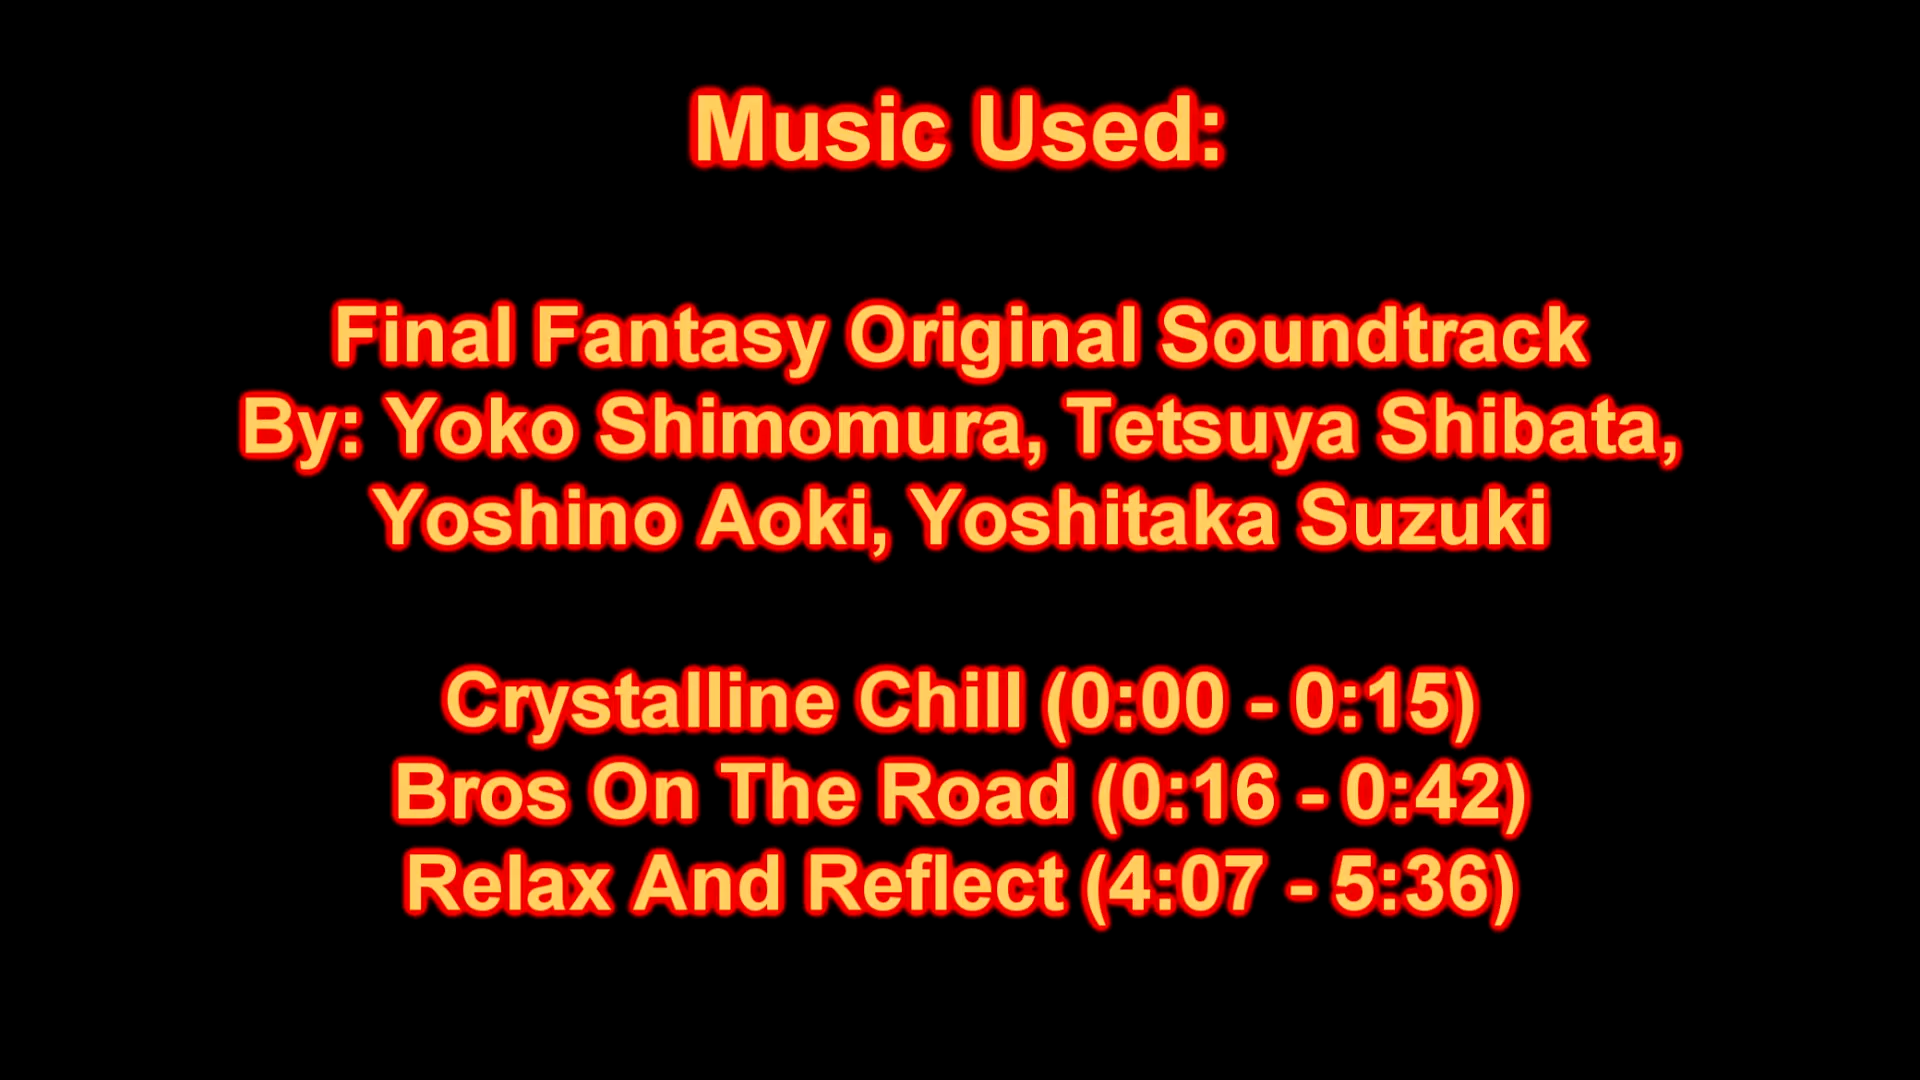 Music Used:
Final Fantasy Original Soundtrack
By: Yoko Shimomura, Tetsuya Shibata,
Yoshino Aoki, Yoshitaka Suzuki
Crystalline Chill (0:00 - 0:15)
Bros On The Road (0:16 - 0:42)
Relax And Reflect (4:07 - 5:36)